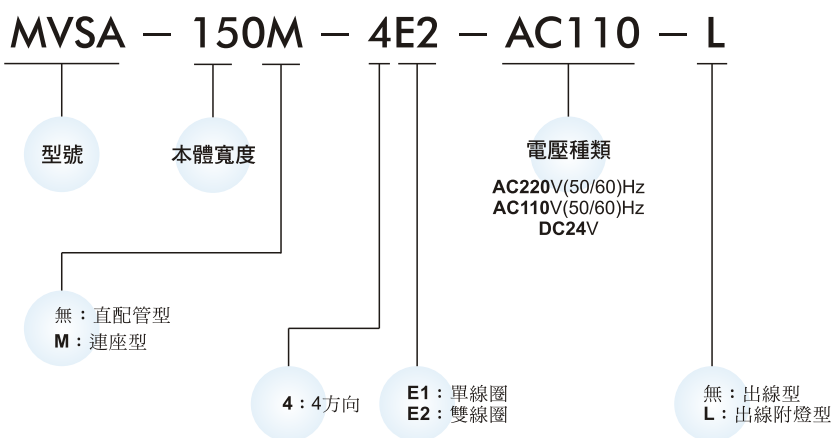 MVSA — 150M — 4E2 — AC110 — L
型號
本體寬度
電壓種類
AC220V(50/60)Hz
AC110V(50/60)Hz
DC24V
無：直配管型
M：連座型
4：4方向
E1：單線圈
E2：雙線圈
無：出線型
L：出線附燈型